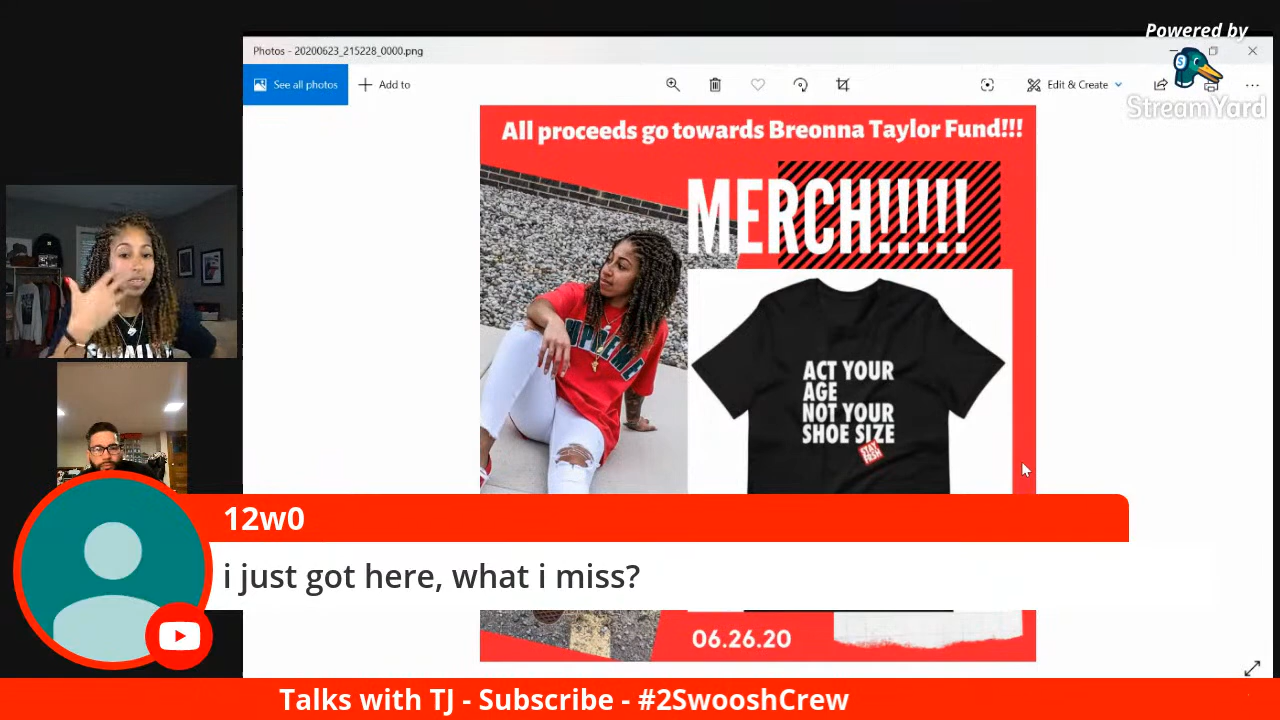 Powered by
StreamYard
Photos - 20200623_215228_0000.png
See all photos
Add to
Edit & Create
All proceeds go towards Breonna Taylor Fund!!!
MERCH!!!!!
ACT YOUR
AGE
NOT YOUR
SHOE SIZE
STAY
FRSH
12w0
i just got here, what i miss?
06.26.20
Talks with TJ - Subscribe - #2SwooshCrew